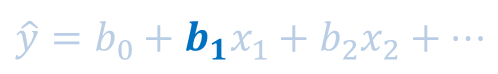 ŷ = b₀ + b₁x₁ + b₂x₂ + ⋯